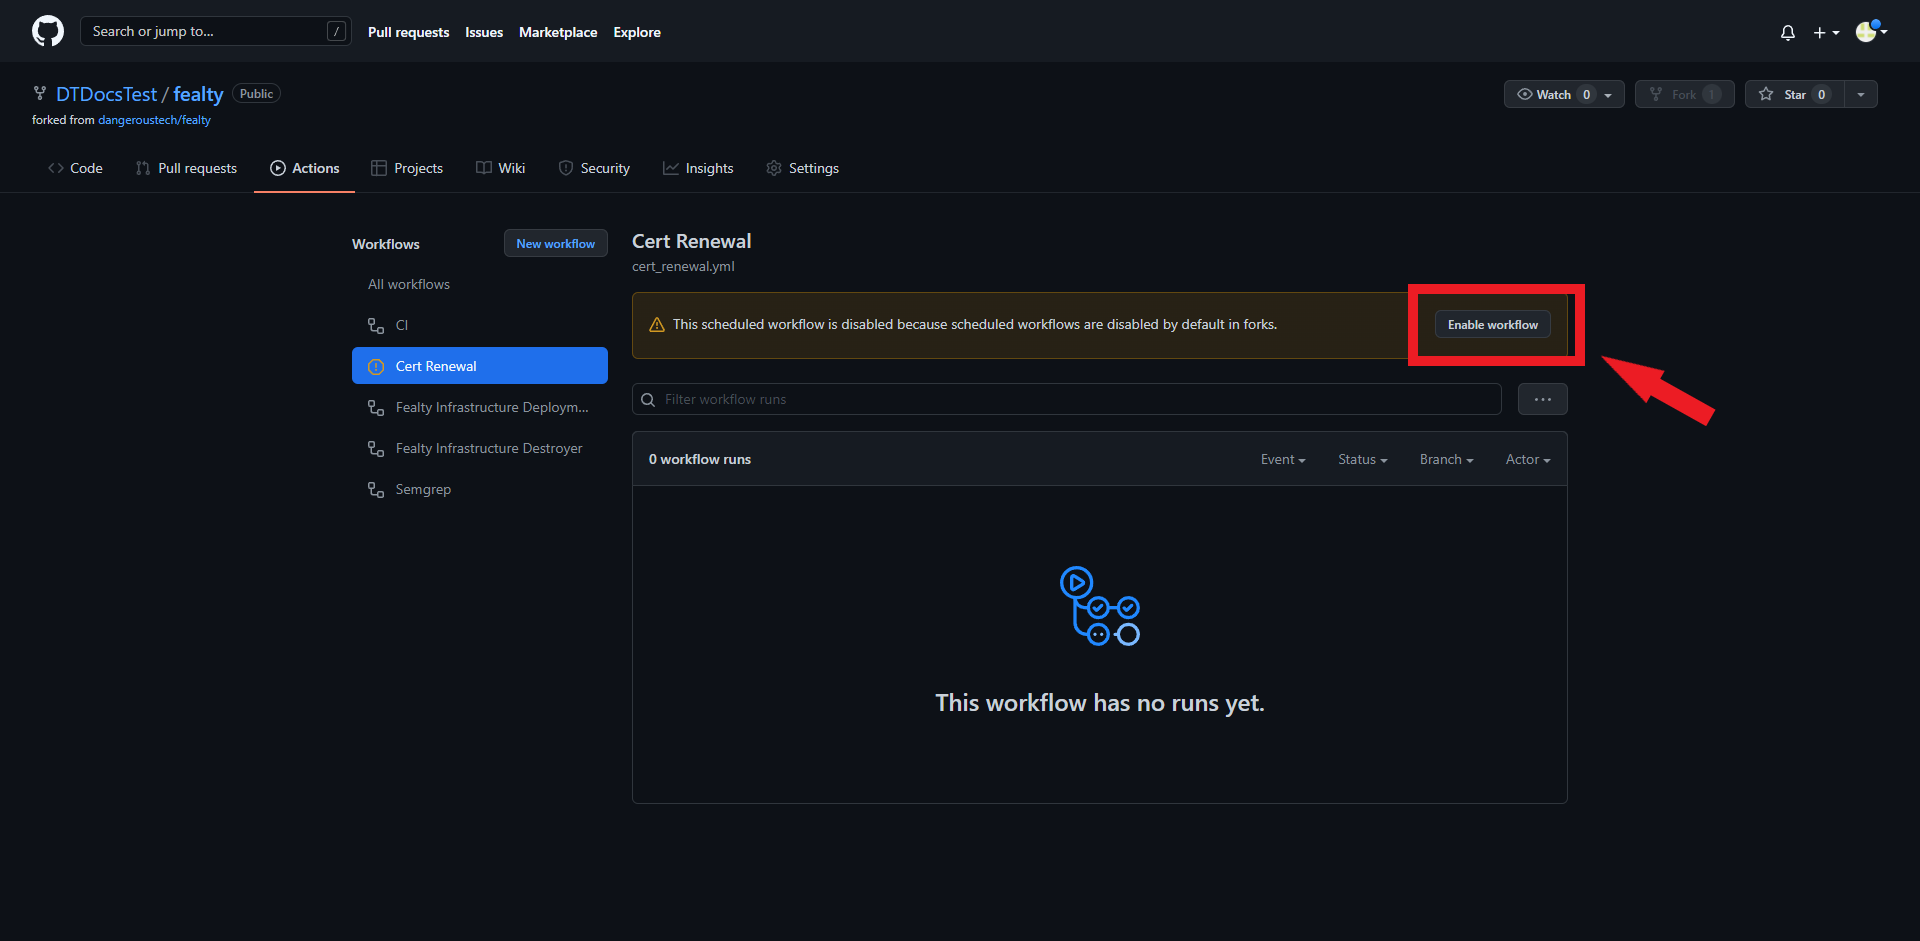 Search or jump to... /
Pull requests Issues Marketplace Explore
DTDocsTest / fealty Public
forked from dangeroustech/fealty
Watch 0 Fork 1 Star 0
Code Pull requests Actions Projects Wiki Security Insights Settings
Workflows New workflow
All workflows
CI
Cert Renewal
Fealty Infrastructure Deploym...
Fealty Infrastructure Destroyer
Semgrep
Cert Renewal
cert_renewal.yml
This scheduled workflow is disabled because scheduled workflows are disabled by default in forks. Enable workflow
Filter workflow runs
0 workflow runs Event Status Branch Actor
This workflow has no runs yet.